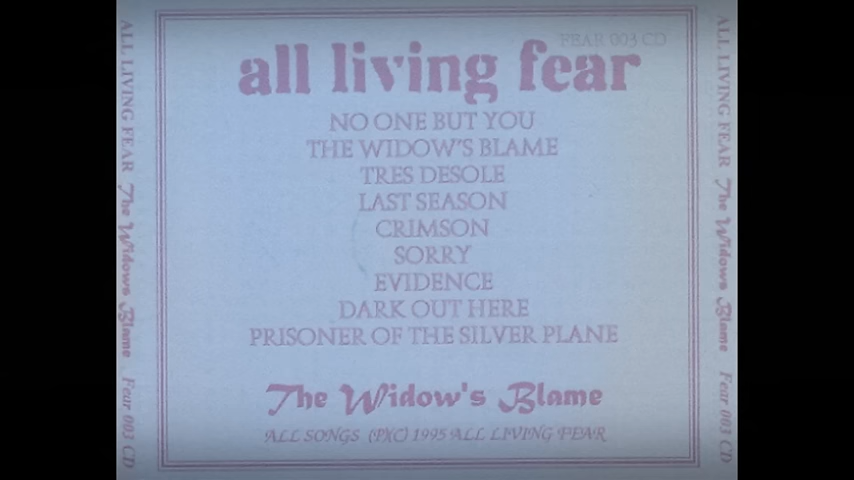 FEAR 003 CD
all living fear
NO ONE BUT YOU
THE WIDOW'S BLAME
TRES DESOLE
LAST SEASON
CRIMSON
SORRY
EVIDENCE
DARK OUT HERE
PRISONER OF THE SILVER PLANE
The Widow's Blame
ALL SONGS (P)(C) 1995 ALL LIVING FEAR
ALL LIVING FEAR The Widows Blame Fear 003 CD
ALL LIVING FEAR The Widows Blame Fear 003 CD